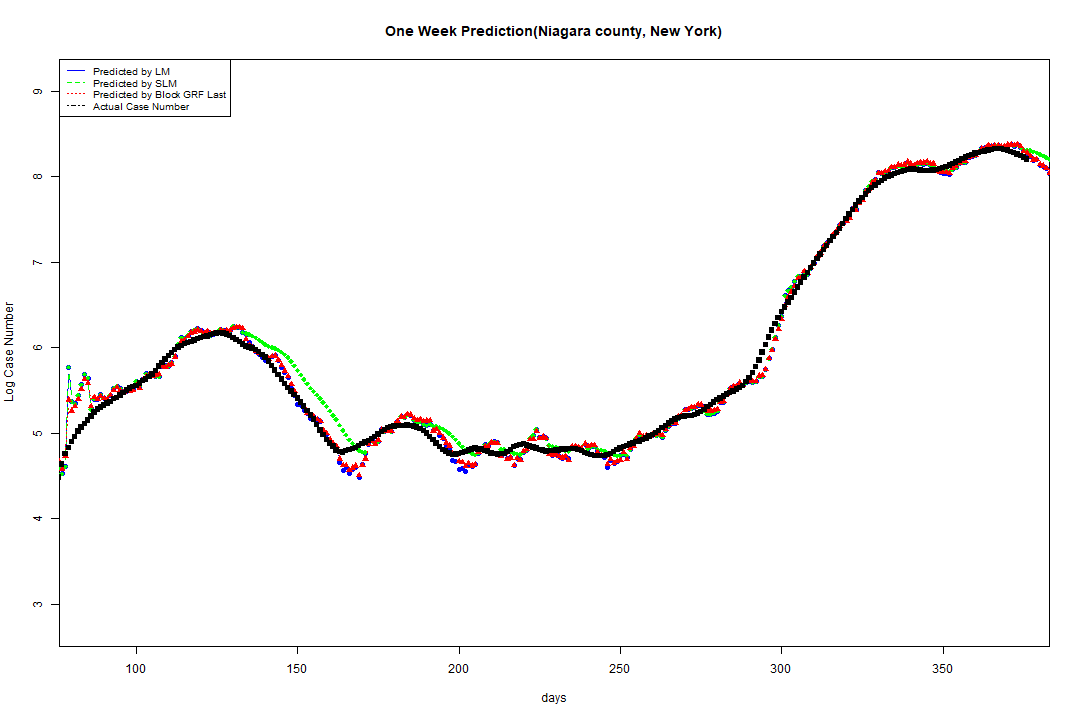 One Week Prediction(Niagara county, New York)
Predicted by LM
Predicted by SLM
Predicted by Block GRF Last
Actual Case Number
Log Case Number
9
8
7
6
5
4
3
100 150 200 250 300 350
days